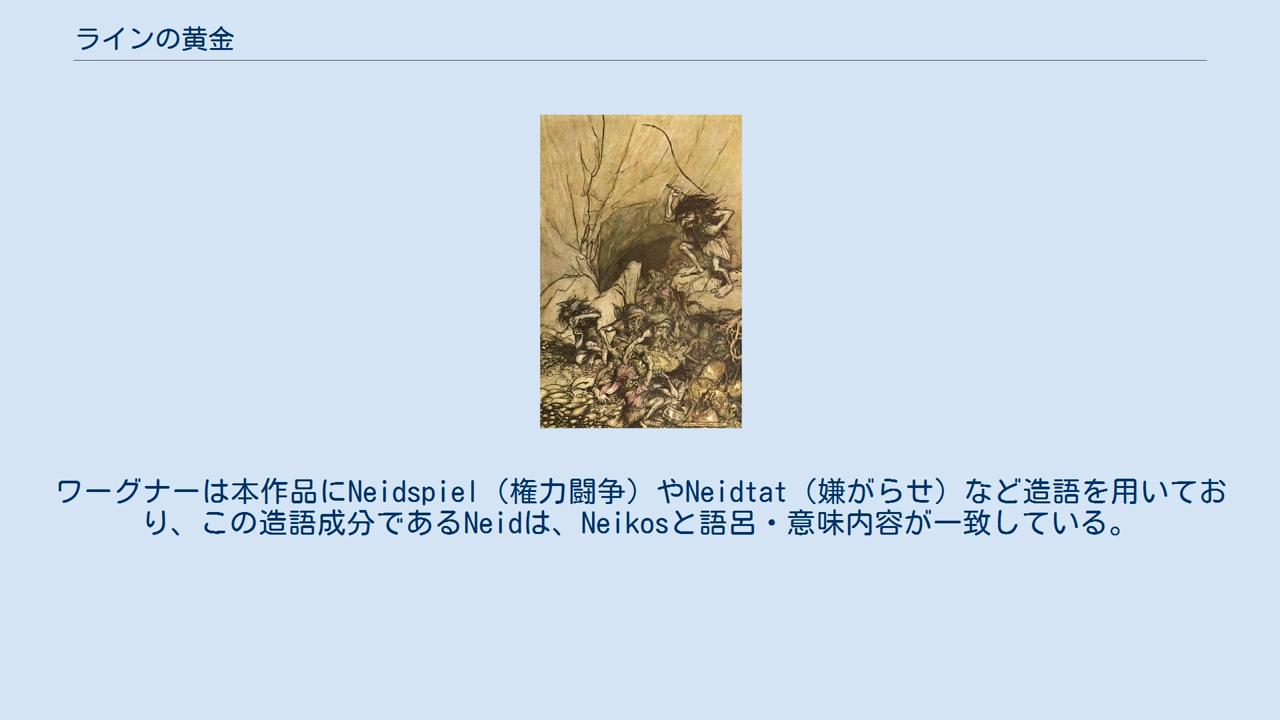 ラインの黄金
ワーグナーは本作品にNeidspiel（権力闘争）やNeidtat（嫌がらせ）など造語を用いてお
り、この造語成分であるNeidは、Neikosと語呂・意味内容が一致している。